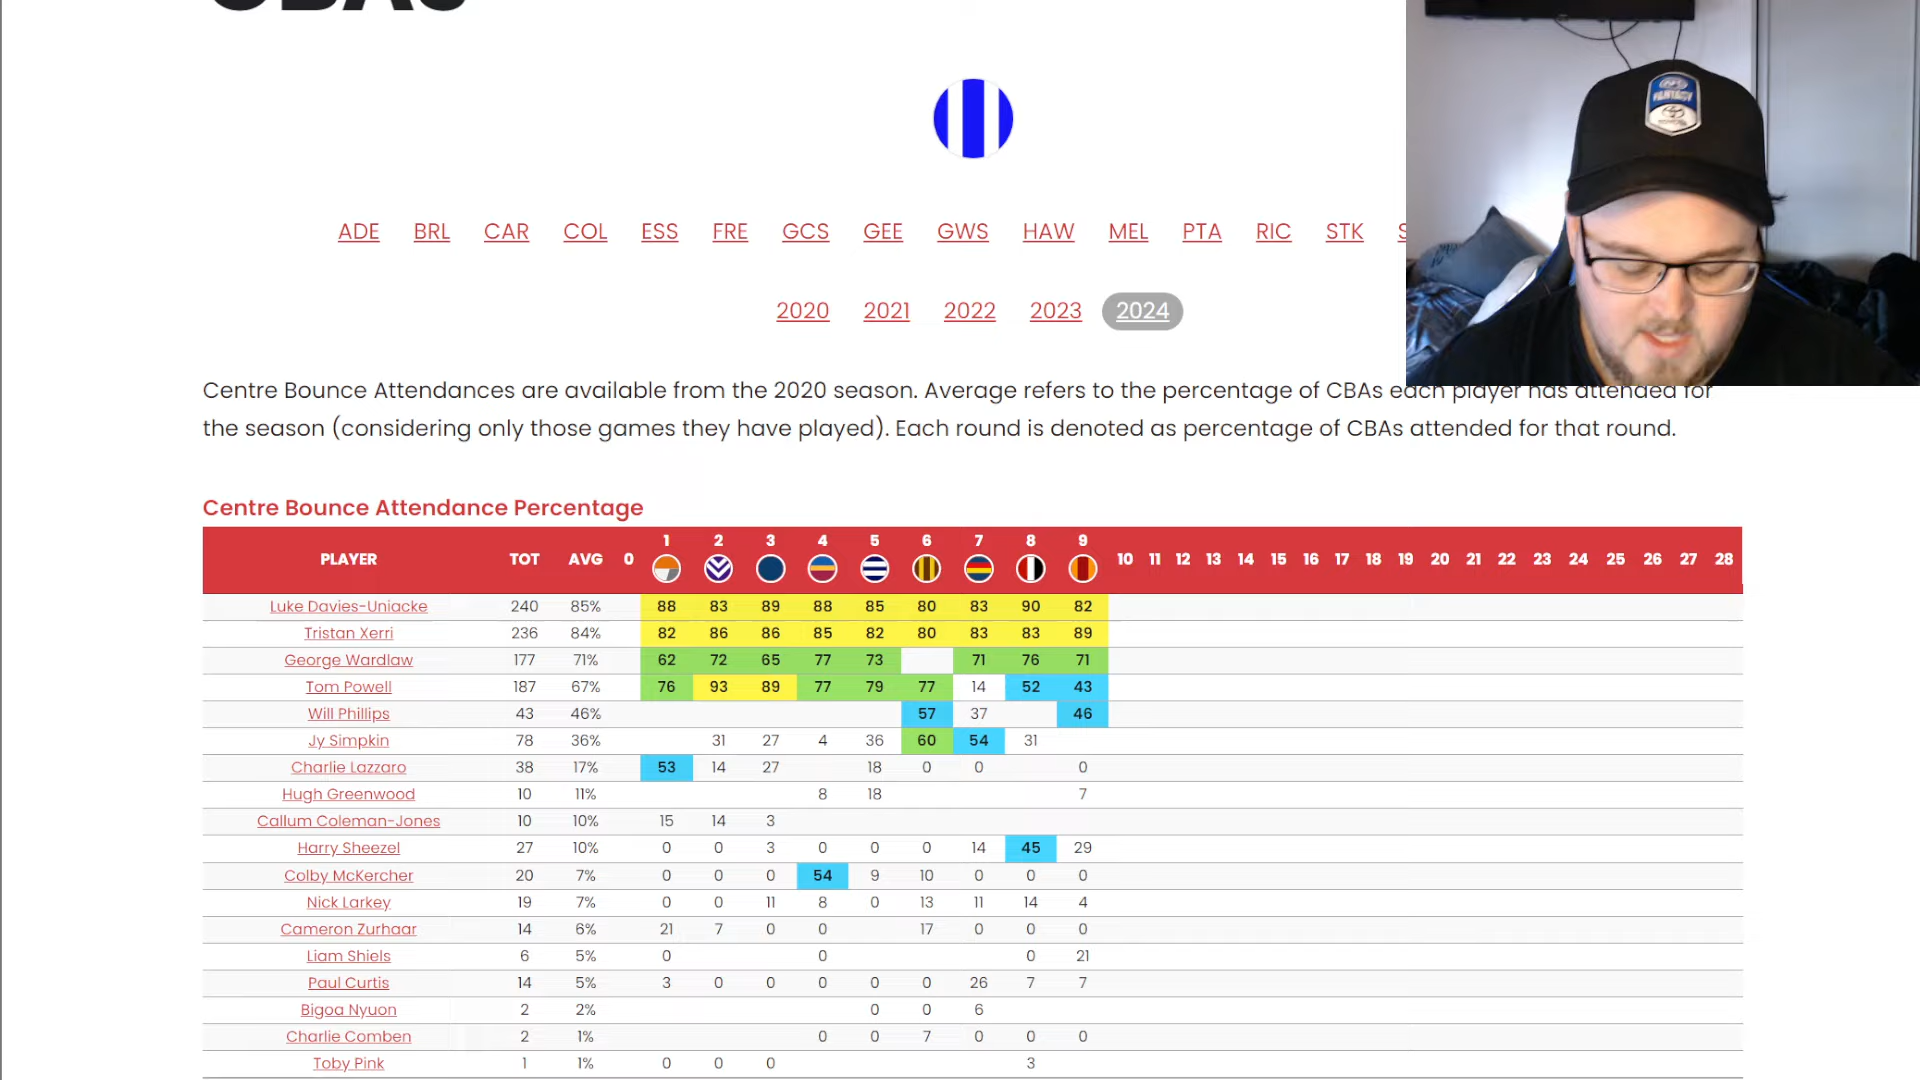 CBAS
ADE BRL CAR COL ESS FRE GCS GEE GWS HAW MEL PTA RIC STK S
2020 2021 2022 2023 2024
Centre Bounce Attendances are available from the 2020 season. Average refers to the percentage of CBAs each player has attended for
the season (considering only those games they have played). Each round is denoted as percentage of CBAs attended for that round.
Centre Bounce Attendance Percentage
PLAYER TOT AVG 0 1 2 3 4 5 6 7 8 9 10 11 12 13 14 15 16 17 18 19 20 21 22 23 24 25 26 27 28
Luke Davies-Uniacke 240 85% 88 83 89 88 85 80 83 90 82
Tristan Xerri 236 84% 82 86 86 85 82 80 83 83 89
George Wardlaw 177 71% 62 72 65 77 73 71 76 71
Tom Powell 187 67% 76 93 89 77 79 77 14 52 43
Will Phillips 43 46% 57 37 46
Jy Simpkin 78 36% 31 27 4 36 60 54 31
Charlie Lazzaro 38 17% 53 14 27 18 0 0 0
Hugh Greenwood 10 11% 8 18 7
Callum Coleman-Jones 10 10% 15 14 3
Harry Sheezel 27 10% 0 0 3 0 0 0 14 45 29
Colby McKercher 20 7% 0 0 0 54 9 10 0 0 0
Nick Larkey 19 7% 0 0 11 8 0 13 11 14 4
Cameron Zurhaar 14 6% 21 7 0 0 17 0 0 0
Liam Shiels 6 5% 0 0 0 21
Paul Curtis 14 5% 3 0 0 0 0 0 26 7 7
Bigoa Nyuon 2 2% 0 0 6
Charlie Comben 2 1% 0 0 7 0 0 0
Toby Pink 1 1% 0 0 0 3
FANTASY